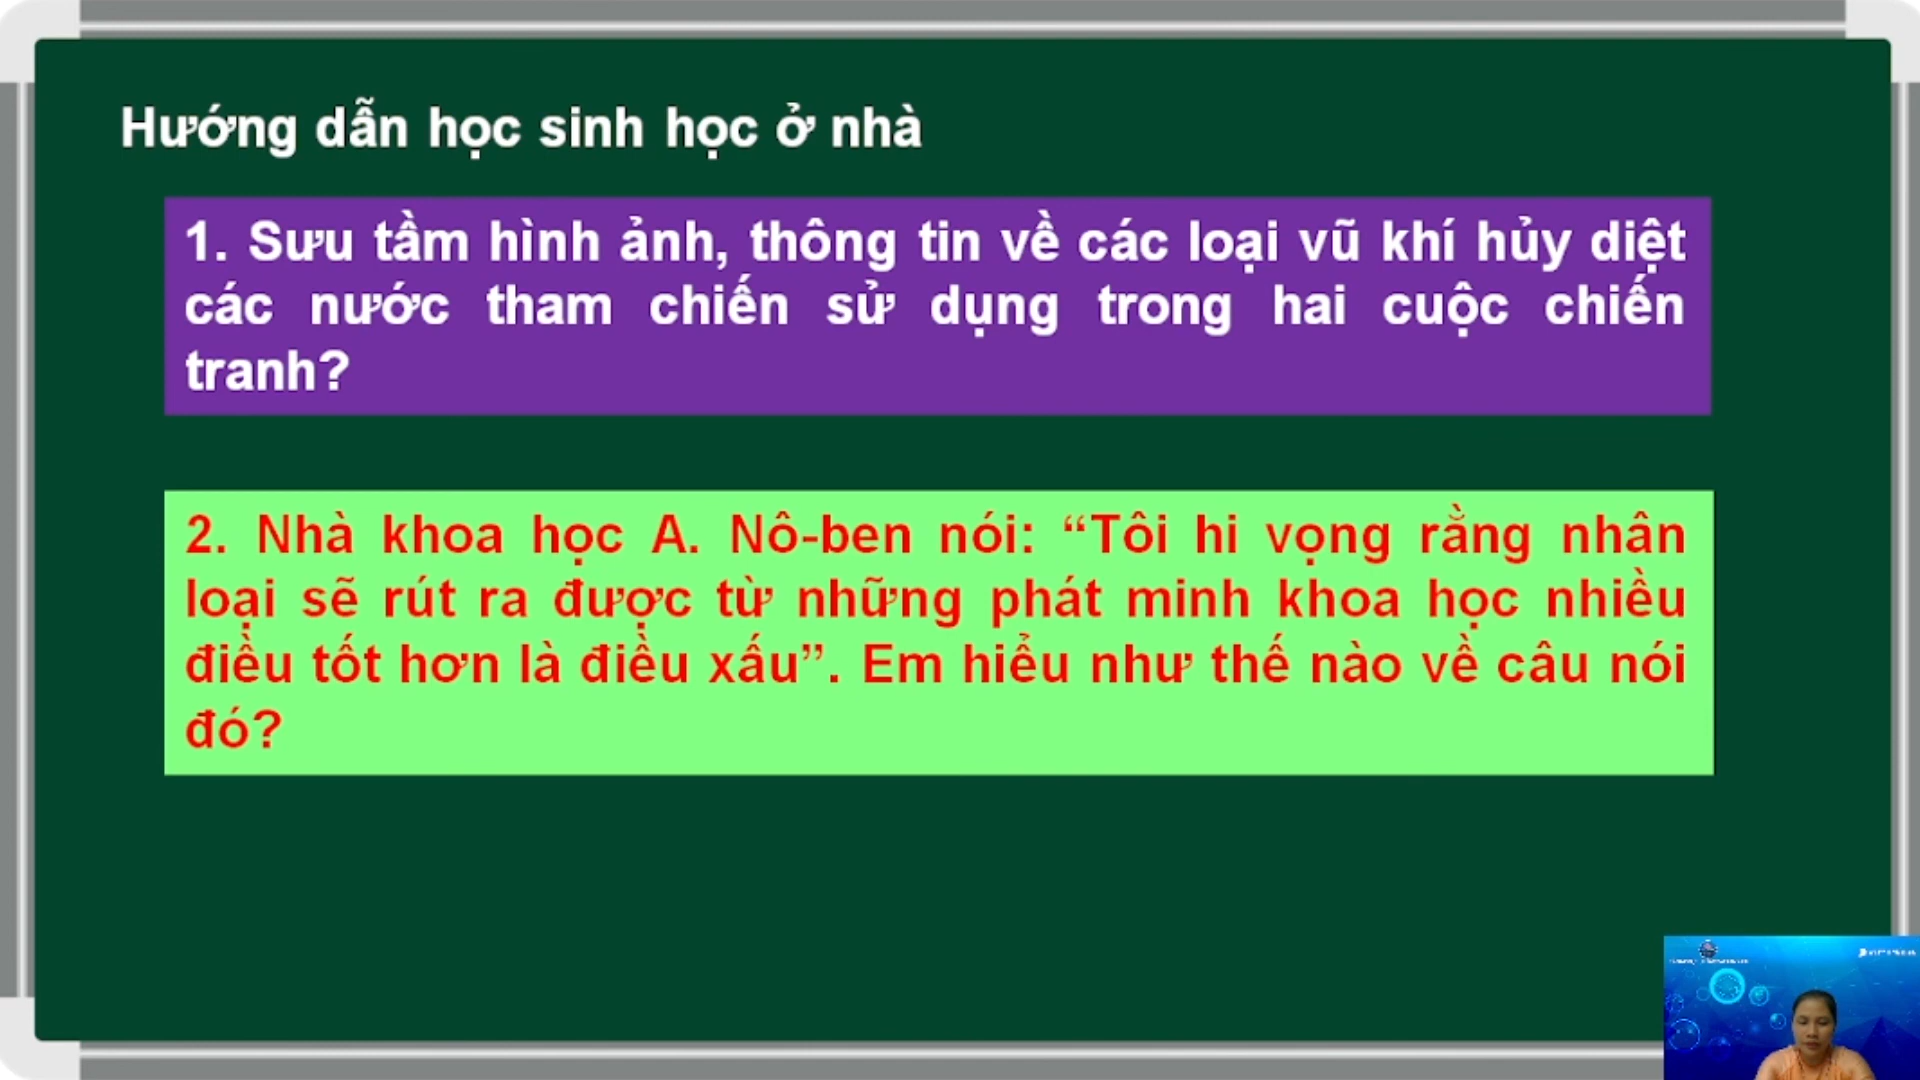 Hướng dẫn học sinh học ở nhà
1. Sưu tầm hình ảnh, thông tin về các loại vũ khí hủy diệt
các nước tham chiến sử dụng trong hai cuộc chiến
tranh?
2. Nhà khoa học A. Nô-ben nói: “Tôi hi vọng rằng nhân
loại sẽ rút ra được từ những phát minh khoa học nhiều
điều tốt hơn là điều xấu”. Em hiểu như thế nào về câu nói
đó?